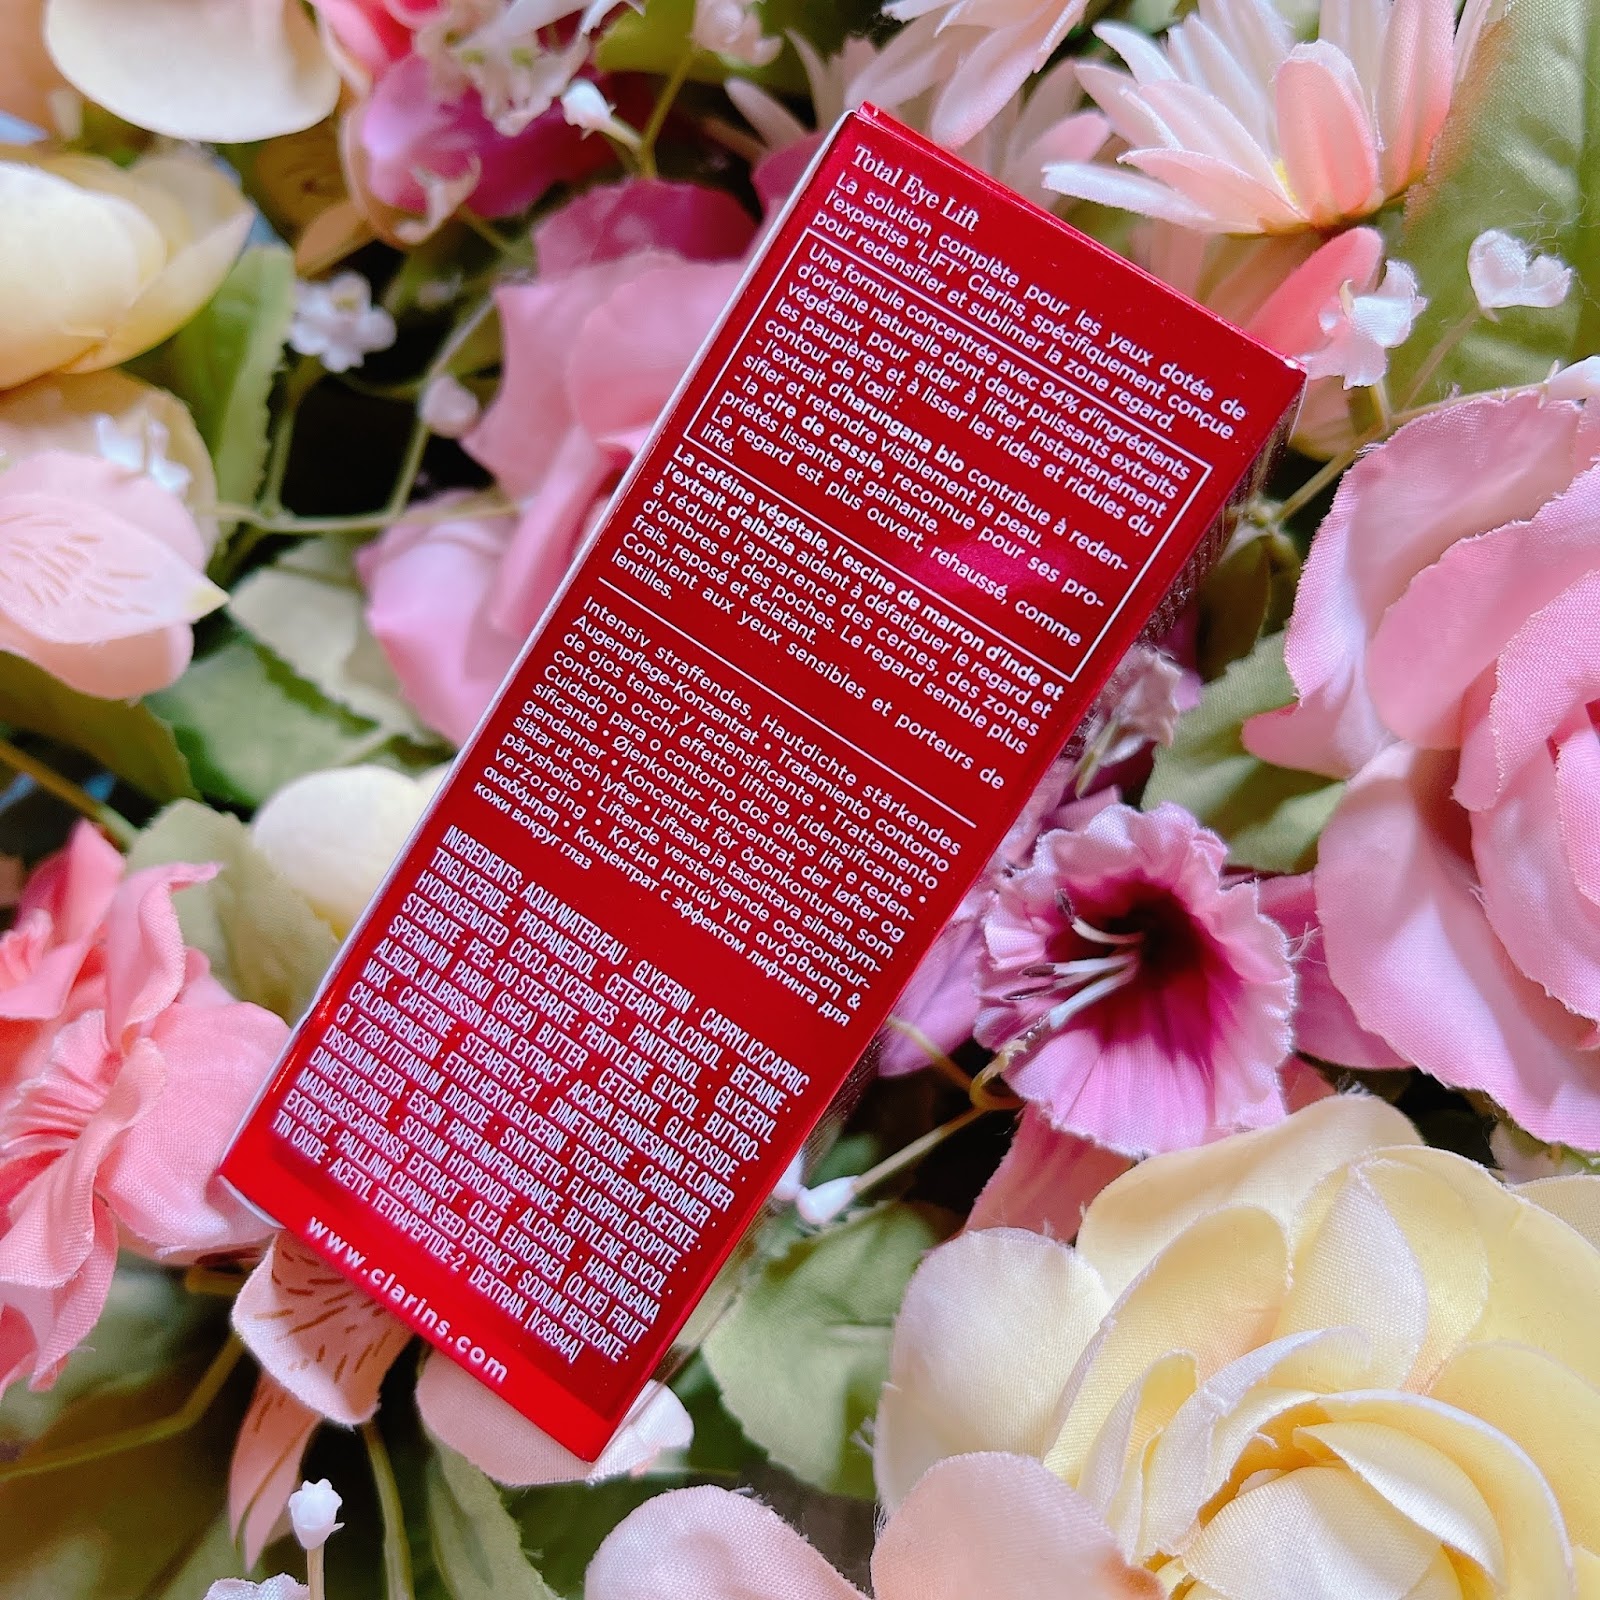 Total Eye Lift
La solution complète pour les yeux dotée de
l'expertise "LIFT" Clarins, spécifiquement conçue
pour redensifier et sublimer la zone regard.
Une formule concentrée avec 94% d'ingrédients
d'origine naturelle dont deux puissants extraits
végétaux pour aider à lifter instantanément
les paupières et à lisser les rides et ridules du
contour de l'œil :
- l'extrait d'harungana bio contribue à reden-
sifier et retendre visiblement la peau.
- la cire de cassie, reconnue pour ses pro-
priétés lissante et gainante.
Le regard est plus ouvert, rehaussé, comme
lifté.
La caféine végétale, l'escine de marron d'Inde et
l'extrait d'albizia aident à défatiguer le regard et
à réduire l'apparence des cernes, des zones
d'ombres et des poches. Le regard semble plus
frais, reposé et éclatant.
Convient aux yeux sensibles et porteurs de
lentilles.
Intensiv straffendes, Hautdichte stärkendes
Augenpflege-Konzentrat • Tratamiento contorno
de ojos tensor y redensificante • Trattamento
contorno occhi effetto lifting, ridensificante •
Cuidado para o contorno dos olhos lift e reden-
sificante • Øjenkontur- koncentrat, der løfter og
gendanner • Koncentrat för ögonkonturen som
slätar ut och lyfter • Liftaava ja tasoittava silmänym-
päryshoito • Liftende verstevigende oogcontour-
verzorging • Κρέμα ματιών για ανόρθωση &
αναδόμηση • Концентрат с эффектом лифтинга для
кожи вокруг глаз
INGREDIENTS: AQUA/WATER/EAU · GLYCERIN · CAPRYLIC/CAPRIC
TRIGLYCERIDE · PROPANEDIOL · CETEARYL ALCOHOL · BETAINE ·
HYDROGENATED COCO-GLYCERIDES · PANTHENOL · GLYCERYL
STEARATE · PEG-100 STEARATE · PENTYLENE GLYCOL · BUTYRO-
SPERMUM PARKII (SHEA) BUTTER · CETEARYL GLUCOSIDE ·
ALBIZIA JULIBRISSIN BARK EXTRACT · ACACIA FARNESIANA FLOWER
WAX · CAFFEINE · STEARETH-21 · DIMETHICONE · CARBOMER ·
CHLORPHENESIN · ETHYLHEXYLGLYCERIN · TOCOPHERYL ACETATE ·
CI 77891/TITANIUM DIOXIDE · SYNTHETIC FLUORPHLOGOPITE ·
DISODIUM EDTA · ESCIN · PARFUM/FRAGRANCE · BUTYLENE GLYCOL ·
DIMETHICONOL · SODIUM HYDROXIDE · ALCOHOL · HARUNGANA
MADAGASCARIENSIS EXTRACT · OLEA EUROPAEA (OLIVE) FRUIT
EXTRACT · PAULLINIA CUPANA SEED EXTRACT · SODIUM BENZOATE ·
TIN OXIDE · ACETYL TETRAPEPTIDE-2 · DEXTRAN. [V3894A]
www.clarins.com